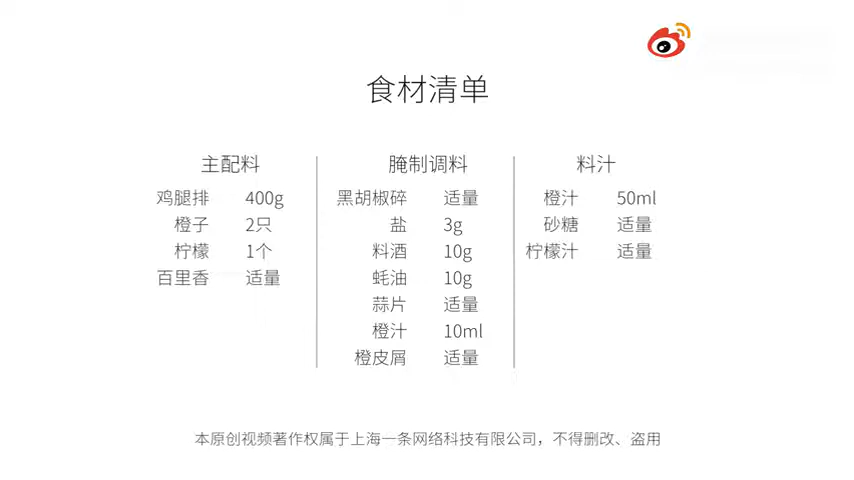 食材清单
主配料
鸡腿排 400g
橙子 2只
柠檬 1个
百里香 适量
腌制调料
黑胡椒碎 适量
盐 3g
料酒 10g
蚝油 10g
蒜片 适量
橙汁 10ml
橙皮屑 适量
料汁
橙汁 50ml
砂糖 适量
柠檬汁 适量
本原创视频著作权属于上海一条网络科技有限公司，不得删改、盗用